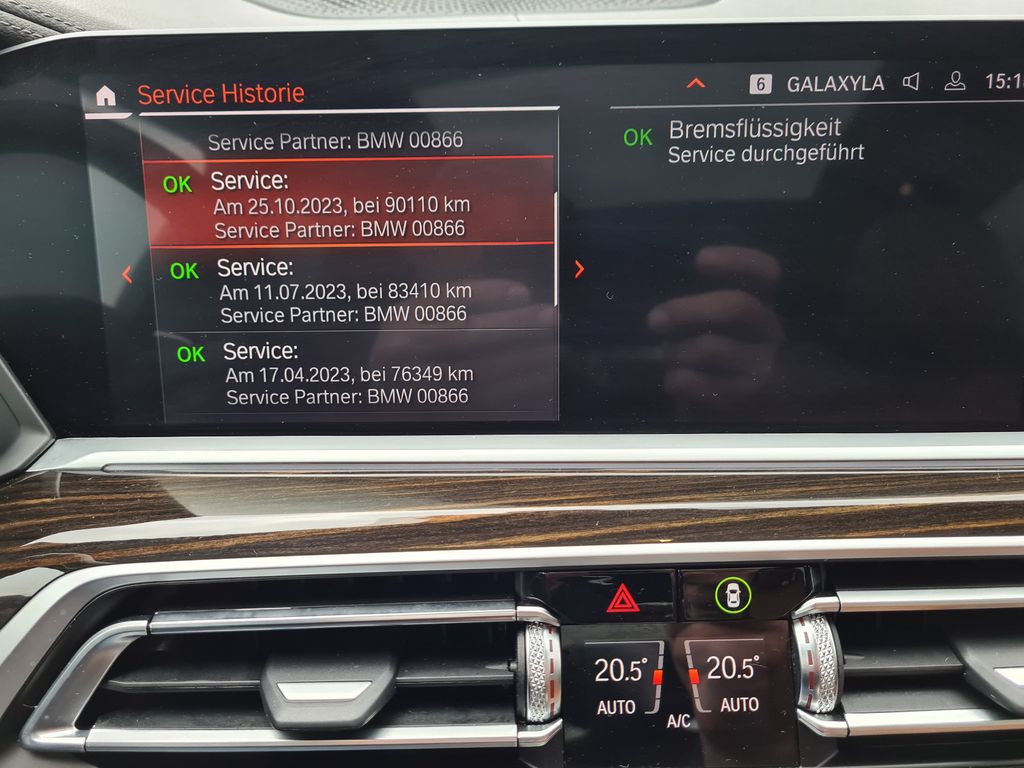 Service Historie
6 GALAXYLA
Service Partner: BMW 00866
OK Service:
Am 25.10.2023, bei 90110 km
Service Partner: BMW 00866
OK Service:
Am 11.07.2023, bei 83410 km
Service Partner: BMW 00866
OK Service:
Am 17.04.2023, bei 76349 km
Service Partner: BMW 00866
OK Bremsflüssigkeit
Service durchgeführt
20.5° 20.5°
AUTO AUTO
A/C